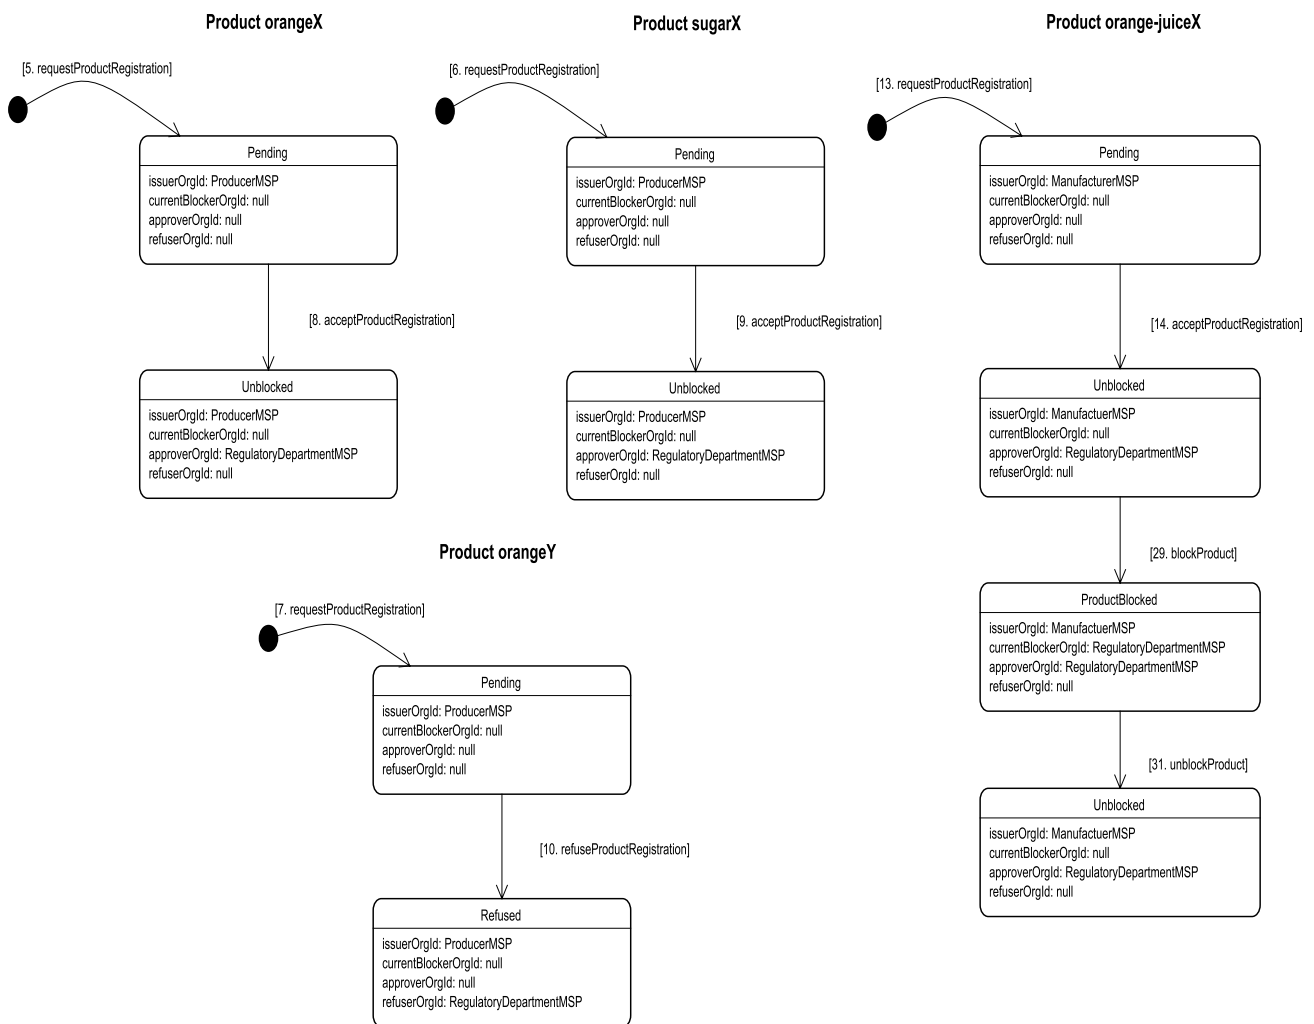 Product orangeX
[5. requestProductRegistration]
Pending
issuerOrgId: ProducerMSP
currentBlockerOrgId: null
approverOrgId: null
refuserOrgId: null
[8. acceptProductRegistration]
Unblocked
issuerOrgId: ProducerMSP
currentBlockerOrgId: null
approverOrgId: RegulatoryDepartmentMSP
refuserOrgId: null
Product sugarX
[6. requestProductRegistration]
Pending
issuerOrgId: ProducerMSP
currentBlockerOrgId: null
approverOrgId: null
refuserOrgId: null
[9. acceptProductRegistration]
Unblocked
issuerOrgId: ProducerMSP
currentBlockerOrgId: null
approverOrgId: RegulatoryDepartmentMSP
refuserOrgId: null
Product orange-juiceX
[13. requestProductRegistration]
Pending
issuerOrgId: ManufacturerMSP
currentBlockerOrgId: null
approverOrgId: null
refuserOrgId: null
[14. acceptProductRegistration]
Unblocked
issuerOrgId: ManufactuerMSP
currentBlockerOrgId: null
approverOrgId: RegulatoryDepartmentMSP
refuserOrgId: null
[29. blockProduct]
ProductBlocked
issuerOrgId: ManufactuerMSP
currentBlockerOrgId: RegulatoryDepartmentMSP
approverOrgId: RegulatoryDepartmentMSP
refuserOrgId: null
[31. unblockProduct]
Unblocked
issuerOrgId: ManufactuerMSP
currentBlockerOrgId: null
approverOrgId: RegulatoryDepartmentMSP
refuserOrgId: null
Product orangeY
[7. requestProductRegistration]
Pending
issuerOrgId: ProducerMSP
currentBlockerOrgId: null
approverOrgId: null
refuserOrgId: null
[10. refuseProductRegistration]
Refused
issuerOrgId: ProducerMSP
currentBlockerOrgId: null
approverOrgId: null
refuserOrgId: RegulatoryDepartmentMSP